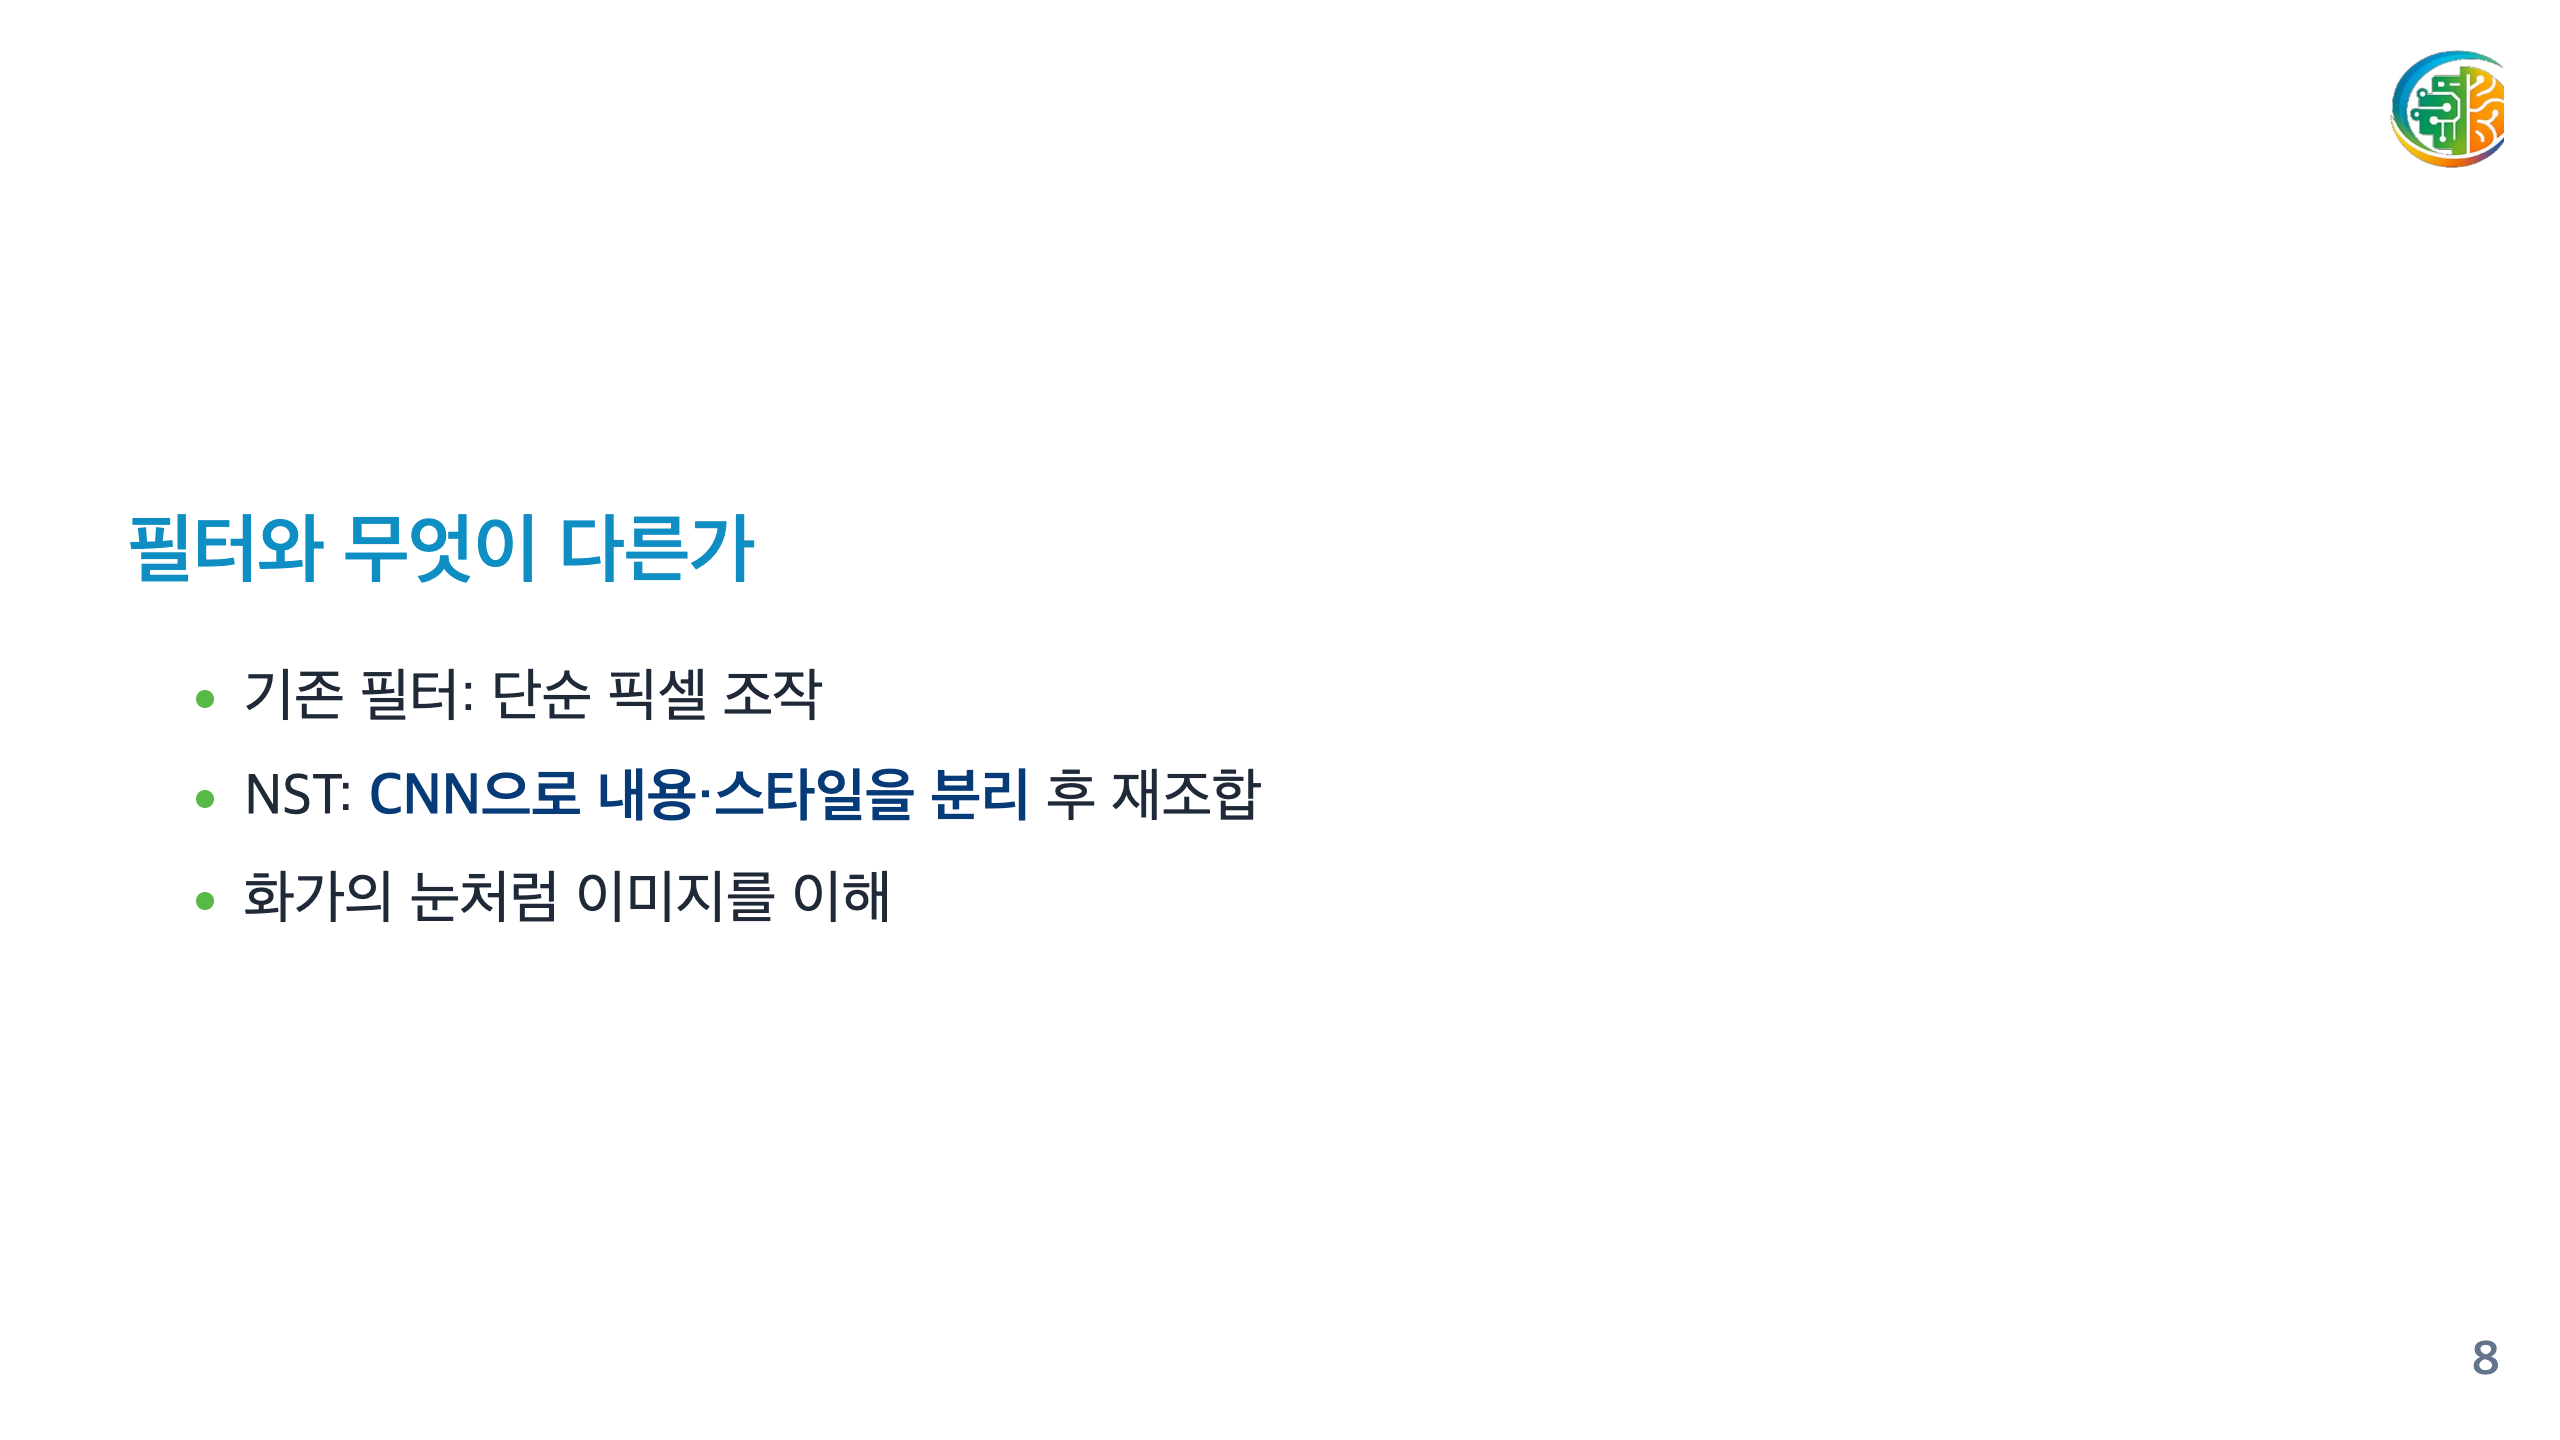 필터와 무엇이 다른가
기존 필터: 단순 픽셀 조작
NST: CNN으로 내용·스타일을 분리 후 재조합
화가의 눈처럼 이미지를 이해
8